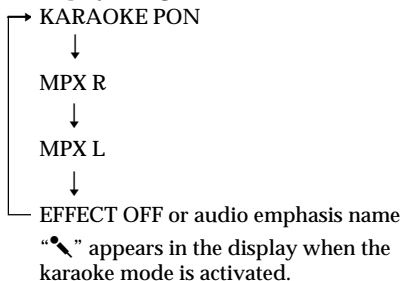 KARAOKE PON
MPX R
MPX L
EFFECT OFF or audio emphasis name
“🎤” appears in the display when the
karaoke mode is activated.